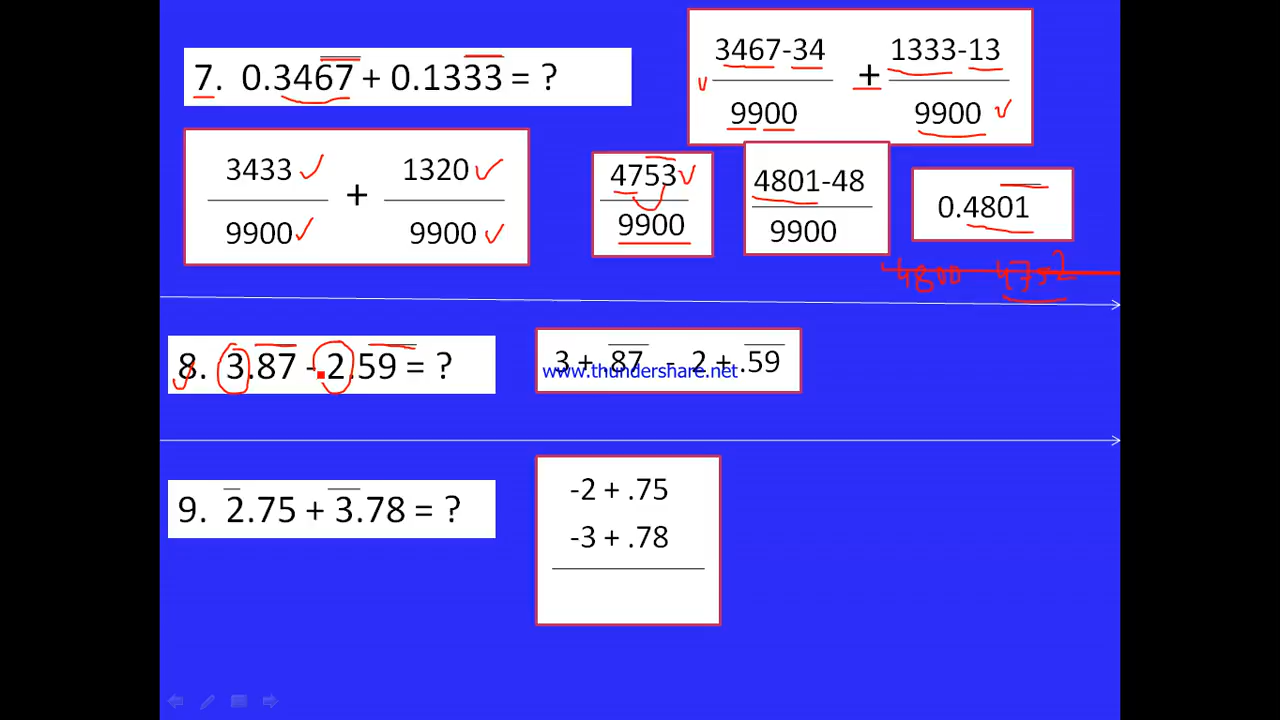 7. 0.3467 + 0.1333 = ?
3467-34
9900
+
1333-13
9900
3433
9900
+
1320
9900
4753
9900
4801-48
9900
0.4801
4800 4752
8. 3.87 - 2.59 = ?
3 + .87 - 2 + .59
www.thundershare.net
9. 2.75 + 3.78 = ?
-2 + .75
-3 + .78